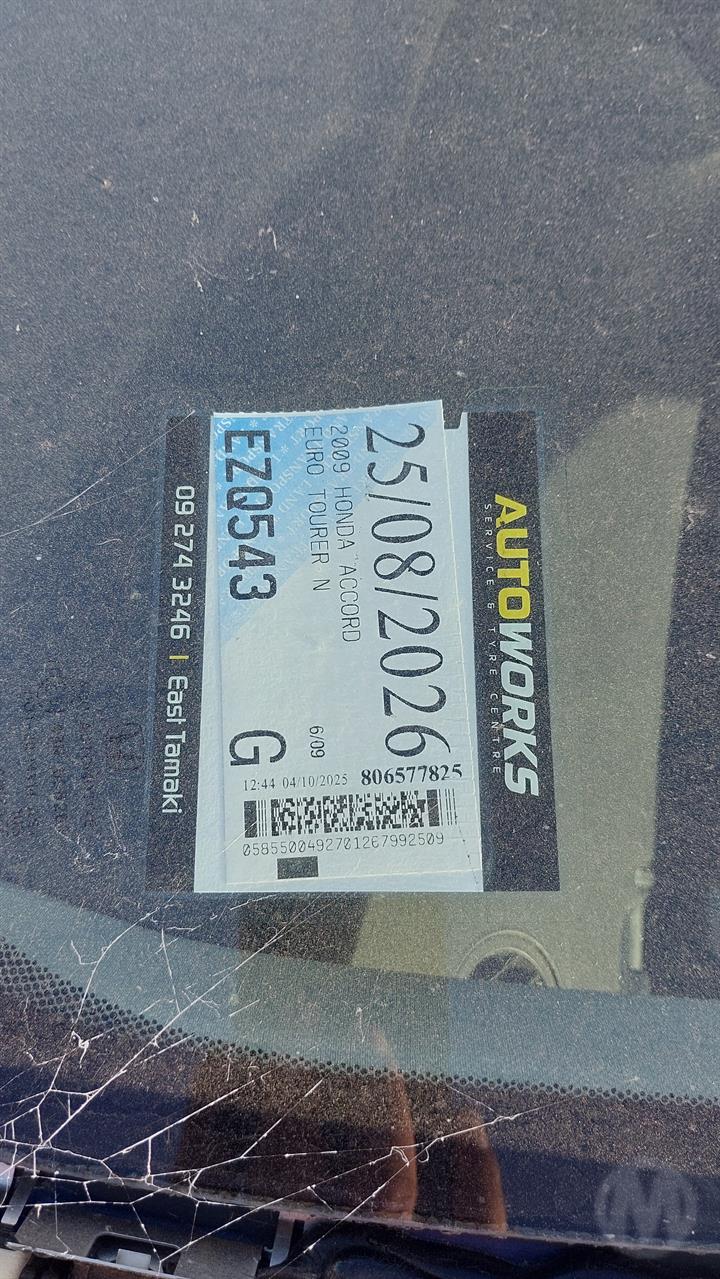 AUTOWORKS
SERVICE & TYRE CENTRE
25/08/2026
2009 HONDA ACCORD
EURO TOURER N
6/09
EZQ543
G
12:44 04/10/2025 806577825
0585500492701267992509
09 274 3246 | East Tamaki
M